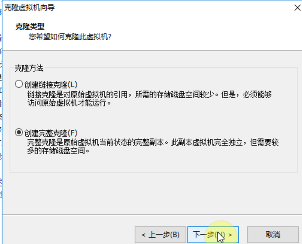 克隆虚拟机向导
克隆类型
您希望如何克隆此虚拟机?
克隆方法
创建链接克隆(L)
链接克隆是对原始虚拟机的引用，所需的存储磁盘空间较少。但是，必须能够
访问原始虚拟机才能运行。
创建完整克隆(F)
完整克隆是原始虚拟机当前状态的完整副本。此副本虚拟机完全独立，但需要较
多的存储磁盘空间。
< 上一步(B)
下一步(N) >
取消